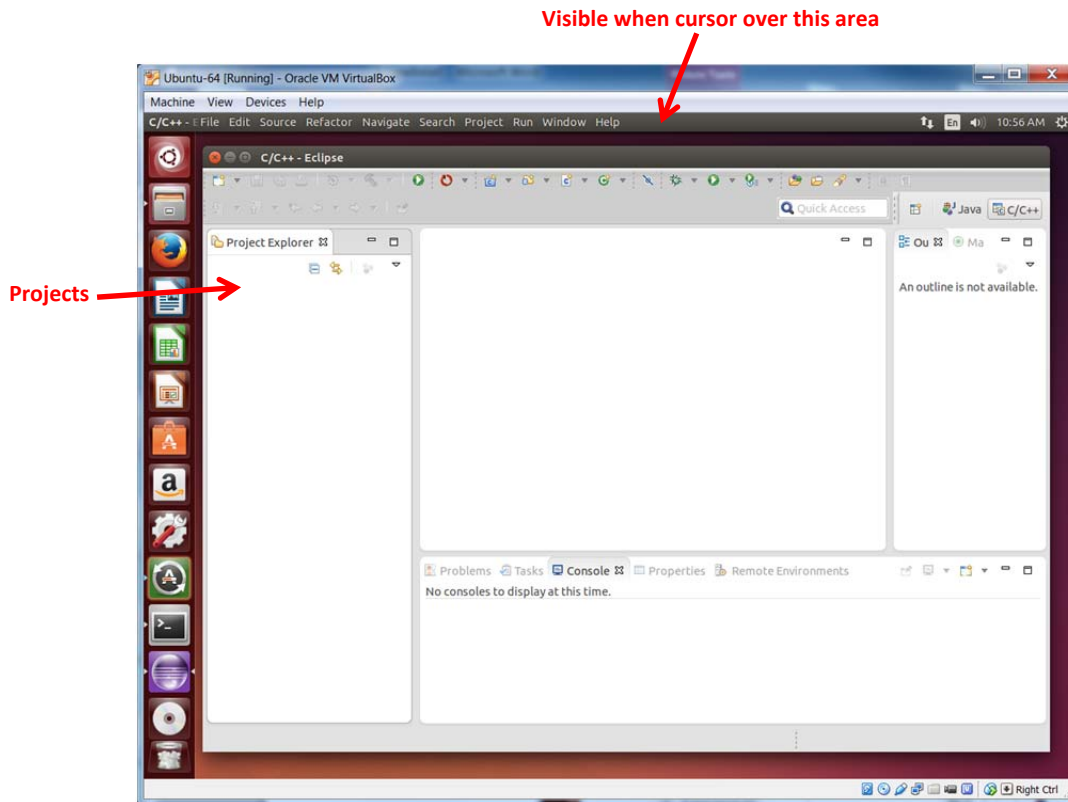 Visible when cursor over this area
Ubuntu-64 [Running] - Oracle VM VirtualBox
Machine View Devices Help
C/C++ - E File Edit Source Refactor Navigate Search Project Run Window Help En 10:56 AM
C/C++ - Eclipse
Quick Access Java C/C++
Project Explorer Ou Ma
Projects
An outline is not available.
a
Problems Tasks Console Properties Remote Environments
No consoles to display at this time.
>_
Right Ctrl